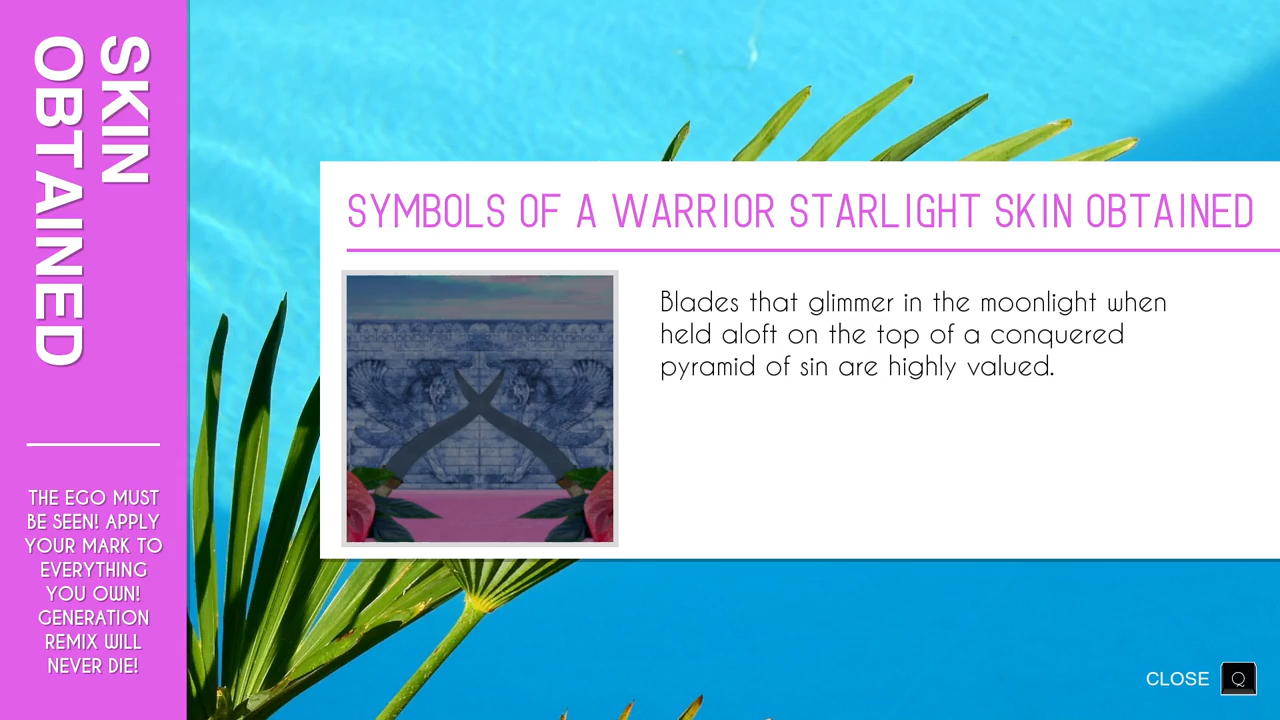 SKIN
OBTAINED
THE EGO MUST
BE SEEN! APPLY
YOUR MARK TO
EVERYTHING
YOU OWN!
GENERATION
REMIX WILL
NEVER DIE!
SYMBOLS OF A WARRIOR STARLIGHT SKIN OBTAINED
Blades that glimmer in the moonlight when
held aloft on the top of a conquered
pyramid of sin are highly valued.
CLOSE Q